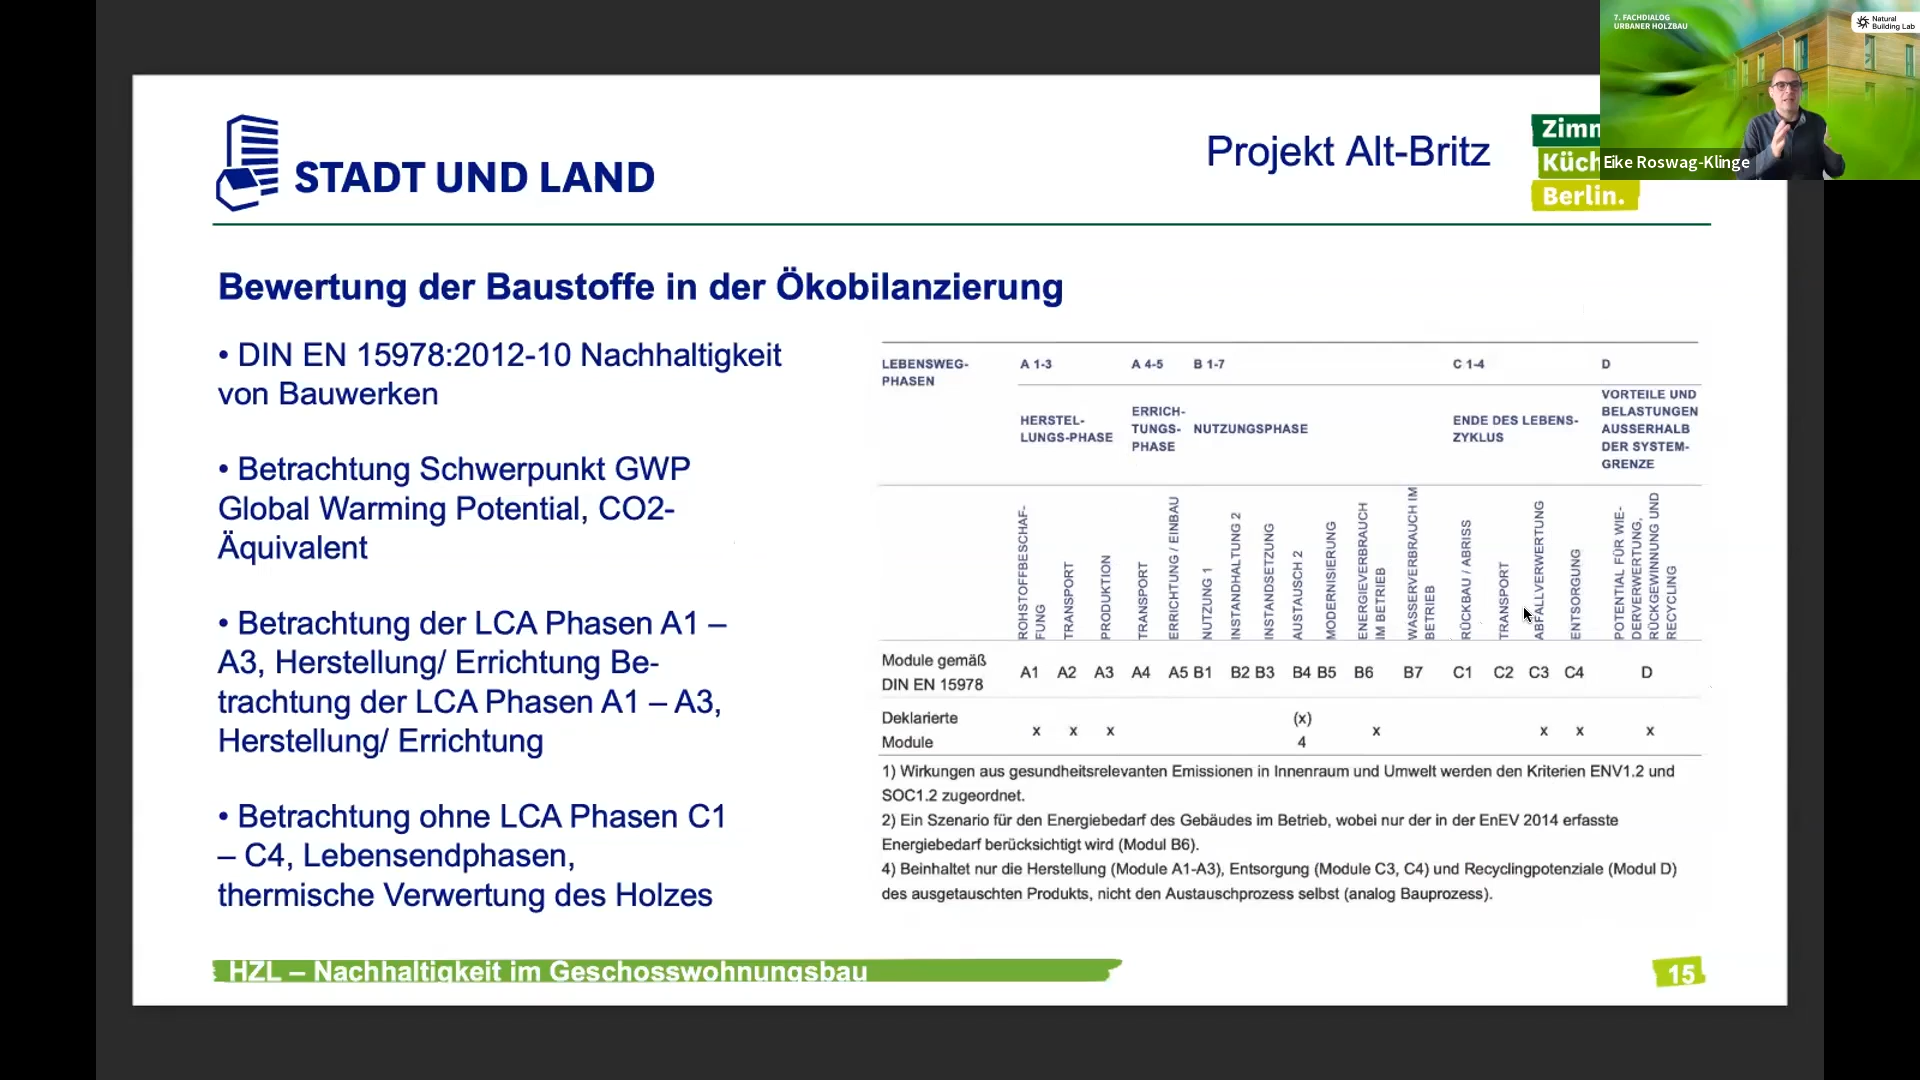 7. FACHDIALOG
URBANER HOLZBAU
Natural
Building Lab
Eike Roswag-Klinge
STADT UND LAND
Projekt Alt-Britz
Zimm
Küch
Berlin.
Bewertung der Baustoffe in der Ökobilanzierung
• DIN EN 15978:2012-10 Nachhaltigkeit
von Bauwerken
• Betrachtung Schwerpunkt GWP
Global Warming Potential, CO2-
Äquivalent
• Betrachtung der LCA Phasen A1 –
A3, Herstellung/ Errichtung Be-
trachtung der LCA Phasen A1 – A3,
Herstellung/ Errichtung
• Betrachtung ohne LCA Phasen C1
– C4, Lebensendphasen,
thermische Verwertung des Holzes
LEBENSWEG-
PHASEN
A 1-3
A 4-5
B 1-7
C 1-4
D
HERSTEL-
LUNGS-PHASE
ERRICH-
TUNGS-
PHASE
NUTZUNGSPHASE
ENDE DES LEBENS-
ZYKLUS
VORTEILE UND
BELASTUNGEN
AUSSERHALB
DER SYSTEM-
GRENZE
ROHSTOFFBESCHAF-
FUNG
TRANSPORT
PRODUKTION
TRANSPORT
ERRICHTUNG / EINBAU
NUTZUNG 1
INSTANDHALTUNG 2
INSTANDSETZUNG
AUSTAUSCH 2
MODERNISIERUNG
ENERGIEVERBRAUCH
IM BETRIEB
WASSERVERBRAUCH IM
BETRIEB
RÜCKBAU / ABRISS
TRANSPORT
ABFALLVERWERTUNG
ENTSORGUNG
POTENTIAL FÜR WIE-
DERVERWERTUNG,
RÜCKGEWINNUNG UND
RECYCLING
Module gemäß
DIN EN 15978
A1 A2 A3 A4 A5 B1 B2 B3 B4 B5 B6 B7 C1 C2 C3 C4 D
Deklarierte
Module
x x x (x) x x x x
4
1) Wirkungen aus gesundheitsrelevanten Emissionen in Innenraum und Umwelt werden den Kriterien ENV1.2 und
SOC1.2 zugeordnet.
2) Ein Szenario für den Energiebedarf des Gebäudes im Betrieb, wobei nur der in der EnEV 2014 erfasste
Energiebedarf berücksichtigt wird (Modul B6).
4) Beinhaltet nur die Herstellung (Module A1-A3), Entsorgung (Module C3, C4) und Recyclingpotenziale (Modul D)
des ausgetauschten Produkts, nicht den Austauschprozess selbst (analog Bauprozess).
HZL – Nachhaltigkeit im Geschosswohnungsbau
15